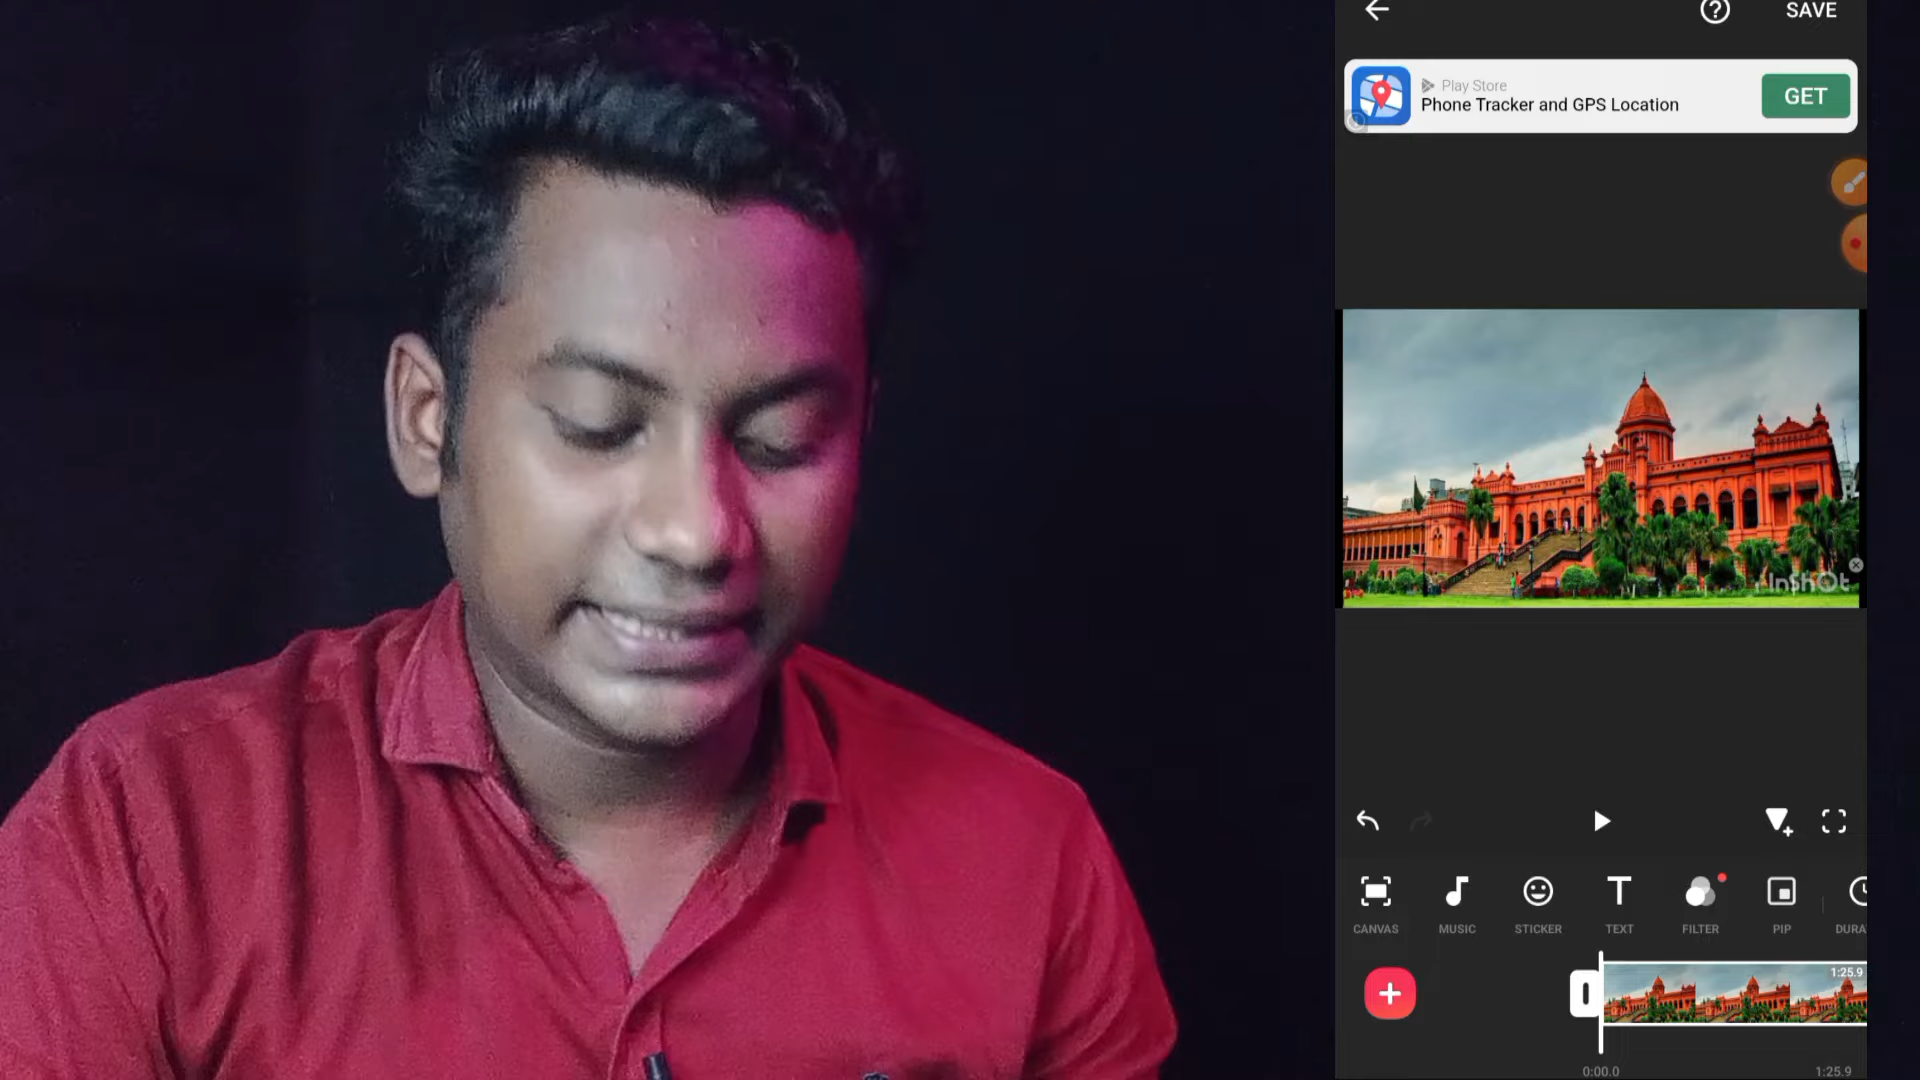 SAVE
Play Store
Phone Tracker and GPS Location
GET
InShOt
CANVAS
MUSIC
STICKER
TEXT
FILTER
PIP
DURA
1:25.9
0:00.0
1:25.9